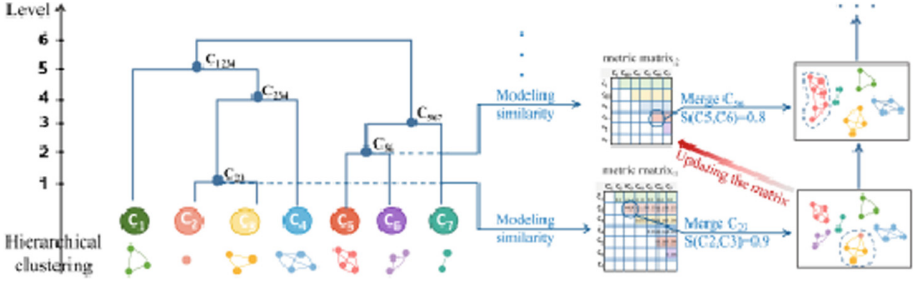 Level
6
5
4
3
2
1
C1234
C234
C567
C56
C23
C1
C2
C3
C4
C5
C6
C7
Hierarchical
clustering
Modeling
similarity
metric matrix2
Merge C56
S(C5,C6)=0.8
Updating the matrix
Modeling
similarity
metric matrix1
Merge C23
S(C2,C3)=0.9